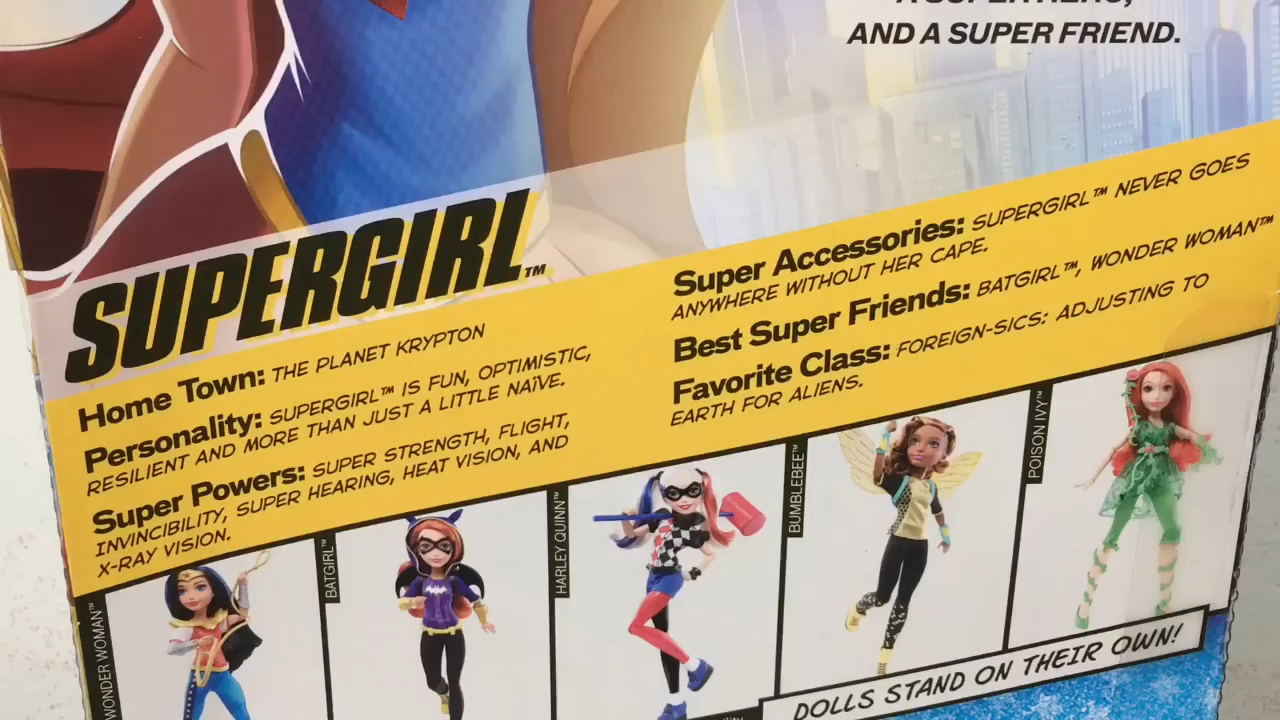 AND A SUPER FRIEND.
SUPERGIRL™
Home Town: THE PLANET KRYPTON
Personality: SUPERGIRL™ IS FUN, OPTIMISTIC,
RESILIENT AND MORE THAN JUST A LITTLE NAÏVE.
Super Powers: SUPER STRENGTH, FLIGHT,
INVINCIBILITY, SUPER HEARING, HEAT VISION, AND
X-RAY VISION.
Super Accessories: SUPERGIRL™ NEVER GOES
ANYWHERE WITHOUT HER CAPE.
Best Super Friends: BATGIRL™, WONDER WOMAN™
Favorite Class: FOREIGN-SICS: ADJUSTING TO
EARTH FOR ALIENS.
WONDER WOMAN™
BATGIRL™
HARLEY QUINN™
BUMBLEBEE™
POISON IVY™
DOLLS STAND ON THEIR OWN!